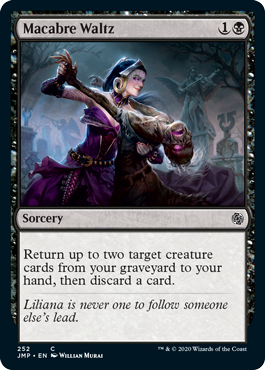 Macabre Waltz 1
Sorcery
Return up to two target creature
cards from your graveyard to your
hand, then discard a card.
Liliana is never one to follow someone
else's lead.
252 C
JMP • EN Willian Murai
™ & © 2020 Wizards of the Coast